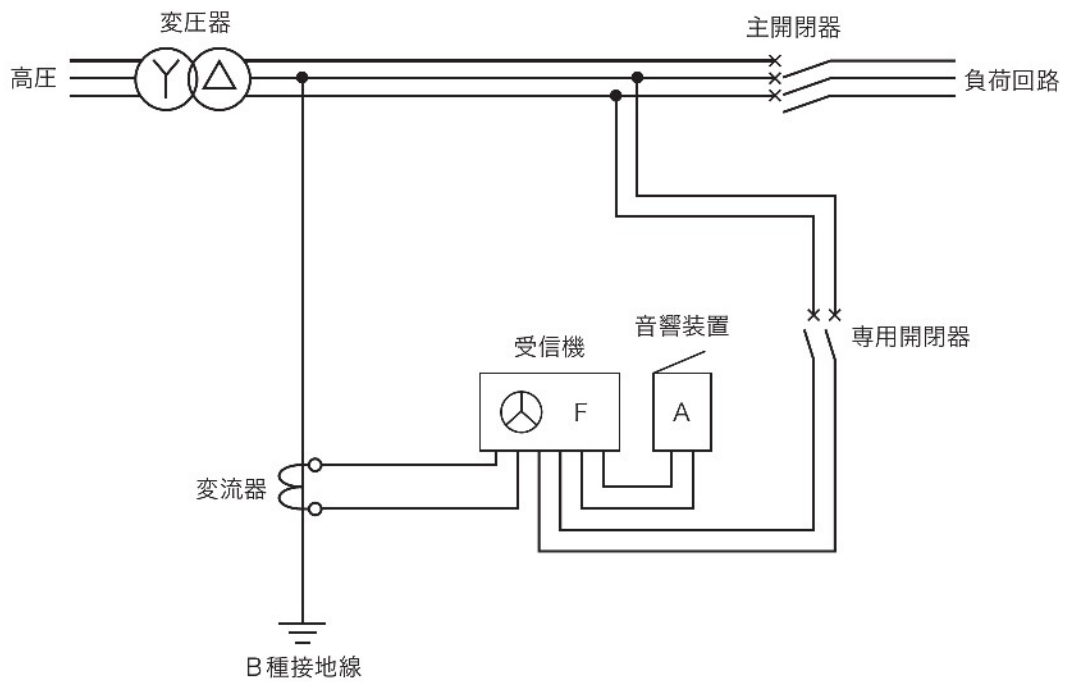 変圧器
主開閉器
高圧
負荷回路
音響装置
専用開閉器
受信機
F
A
変流器
B種接地線